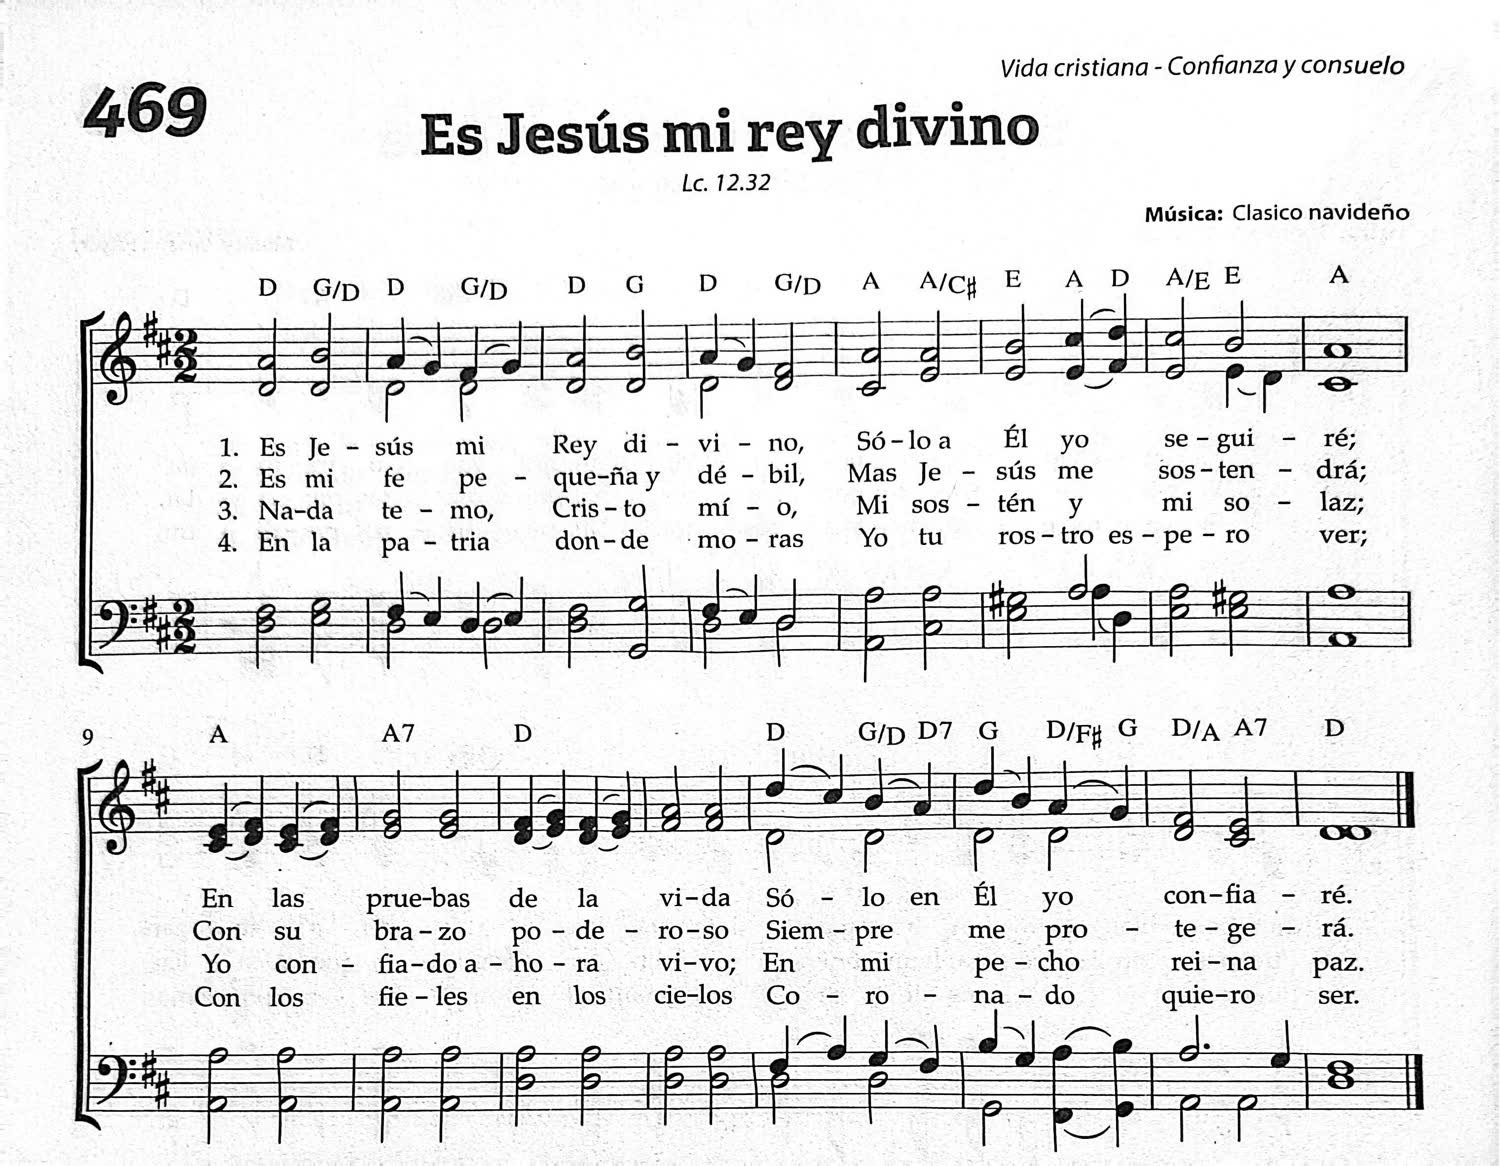 Vida cristiana - Confianza y consuelo
469
Es Jesús mi rey divino
Lc. 12.32
Música: Clasico navideño
D G/D D G/D D G D G/D A A/C♯ E A D A/E E A
1. Es Je – sús mi Rey di – vi – no, Só – lo a Él yo se – gui – ré;
2. Es mi fe pe – que–ña y dé – bil, Mas Je – sús me sos – ten – drá;
3. Na–da te – mo, Cris – to mí – o, Mi sos – tén y mi so – laz;
4. En la pa – tria don–de mo – ras Yo tu ros – tro es – pe – ro ver;
9 A A7 D D G/D D7 G D/F♯ G D/A A7 D
En las prue–bas de la vi–da Só – lo en Él yo con–fia – ré.
Con su bra – zo po – de – ro–so Siem – pre me pro – te – ge – rá.
Yo con – fia–do a – ho – ra vi–vo; En mi pe – cho rei – na paz.
Con los fie – les en los cie–los Co – ro – na – do quie–ro ser.